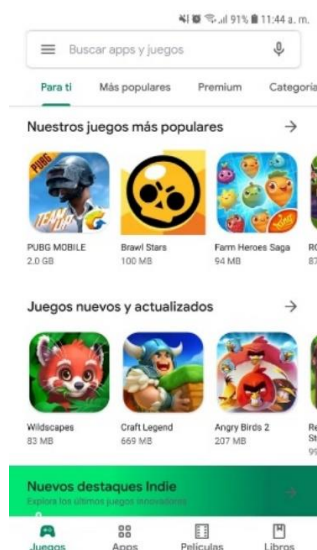 91% 11:44 a. m.
Buscar apps y juegos
Para ti Más populares Premium Categoría
Nuestros juegos más populares
PUBG
TEAM UP!
PUBG MOBILE Brawl Stars Farm Heroes Saga
2.0 GB 100 MB 94 MB
Juegos nuevos y actualizados
Wildscapes Craft Legend Angry Birds 2
83 MB 669 MB 207 MB
Nuevos destaques Indie
Explora los últimos juegos innovadores
Juegos Apps Películas Libros